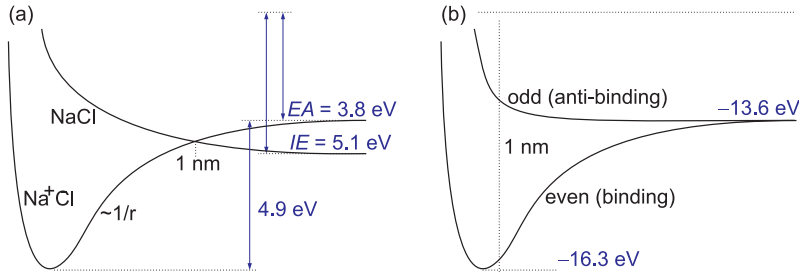 (a)
NaCl
EA = 3.8 eV
IE = 5.1 eV
1 nm
Na+Cl
~1/r
4.9 eV
(b)
odd (anti-binding)
−13.6 eV
1 nm
even (binding)
−16.3 eV